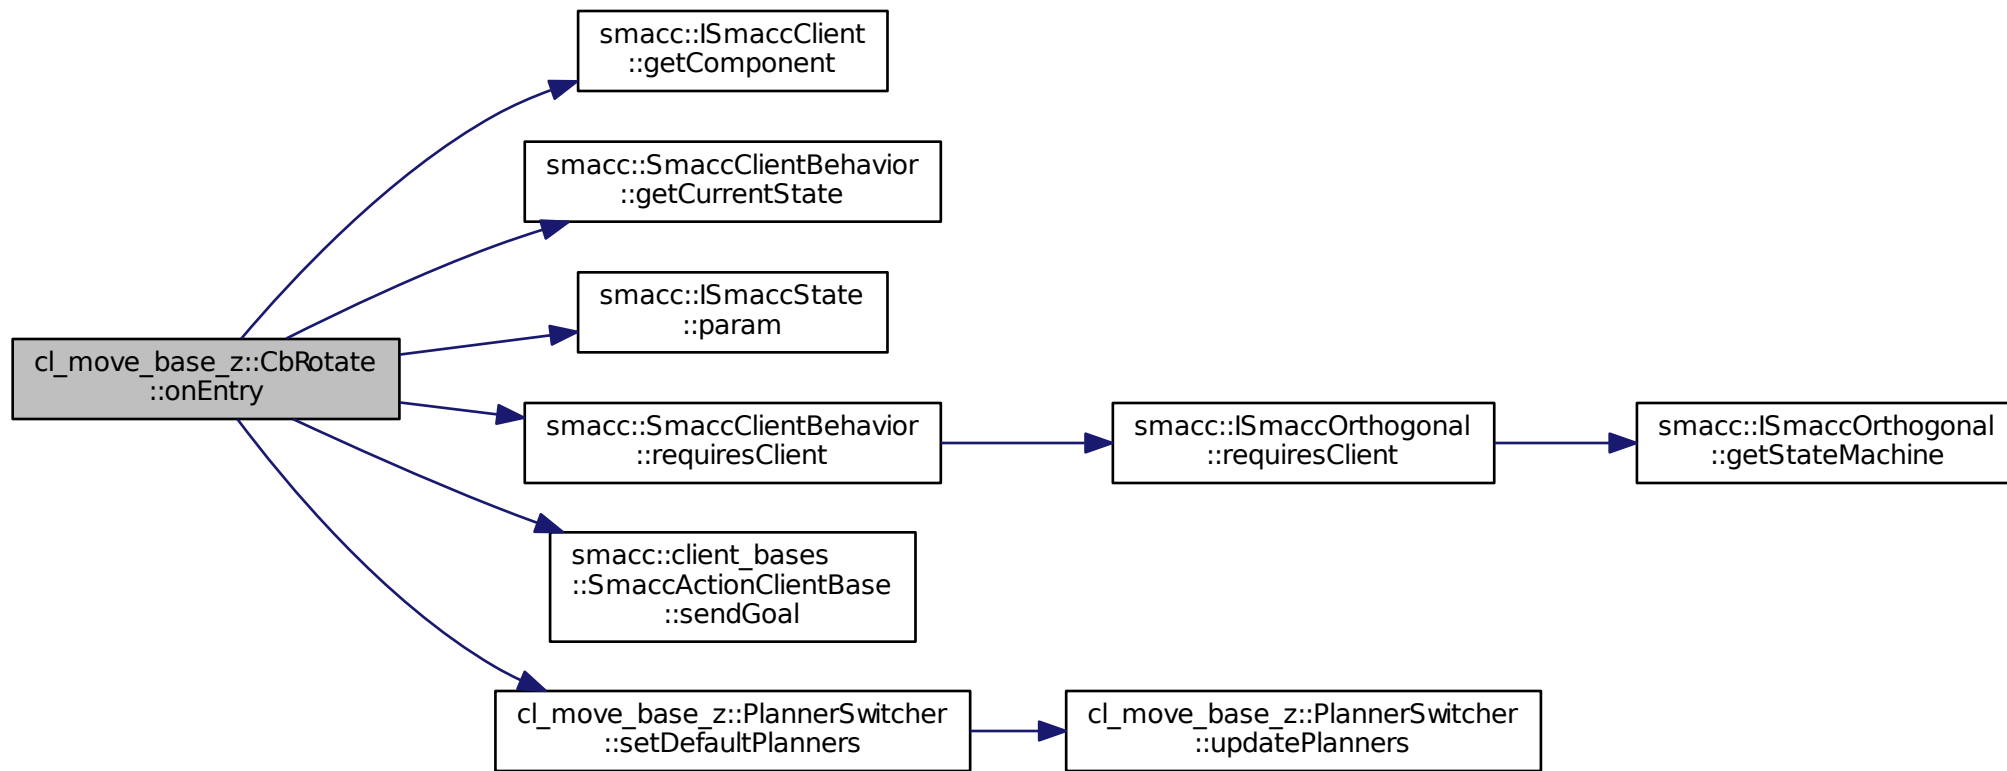 smacc::ISmaccClient
::getComponent
smacc::SmaccClientBehavior
::getCurrentState
smacc::ISmaccState
::param
cl_move_base_z::CbRotate
::onEntry
smacc::SmaccClientBehavior
::requiresClient
smacc::ISmaccOrthogonal
::requiresClient
smacc::ISmaccOrthogonal
::getStateMachine
smacc::client_bases
::SmaccActionClientBase
::sendGoal
cl_move_base_z::PlannerSwitcher
::setDefaultPlanners
cl_move_base_z::PlannerSwitcher
::updatePlanners